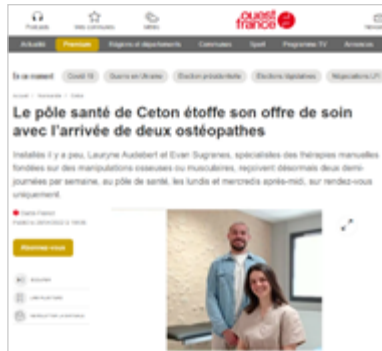 Podcasts
Météo
ouest
france
Actualité Premium Régions et départements Communes Sport Programme TV Annonces
En ce moment Covid 19 Guerre en Ukraine Élection présidentielle Élections législatives
Le pôle santé de Ceton étoffe son offre de soin
avec l'arrivée de deux ostéopathes
Installés il y a peu, Lauryne Audebert et Evan Sugranes, spécialistes des thérapies manuelles
fondées sur des manipulations osseuses ou musculaires, reçoivent désormais deux demi-
journées par semaine, au pôle de santé, les lundis et mercredis après-midi, sur rendez-vous
uniquement.
Ouest-France
Abonnez-vous